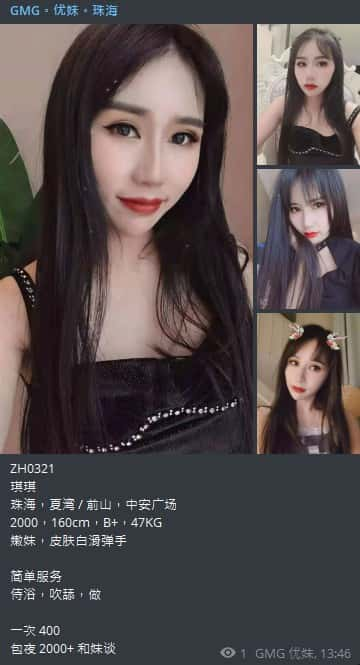 GMG • 优妹 • 珠海
ZH0321
琪琪
珠海，夏湾 / 前山，中安广场
2000，160cm，B+，47KG
嫩妹，皮肤白滑弹手
简单服务
侍浴，吹舔，做
一次 400
包夜 2000+ 和妹谈
1 GMG 优妹, 13:46